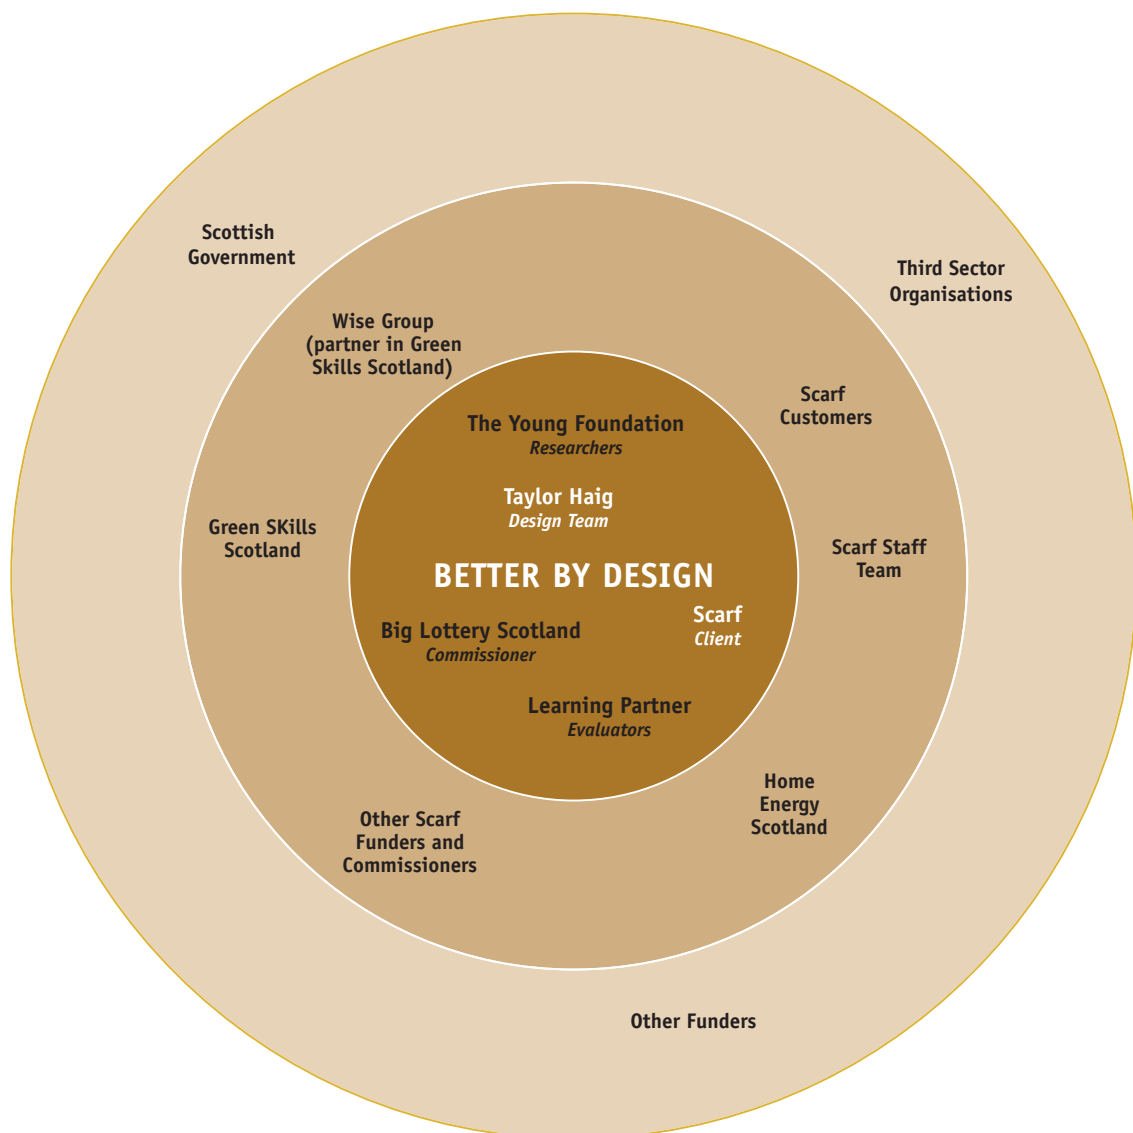 Scottish
Government
Third Sector
Organisations
Wise Group
(partner in Green
Skills Scotland)
Scarf
Customers
The Young Foundation
Researchers
Taylor Haig
Design Team
Green SKills
Scotland
Scarf Staff
Team
BETTER BY DESIGN
Scarf
Client
Big Lottery Scotland
Commissioner
Learning Partner
Evaluators
Home
Energy
Scotland
Other Scarf
Funders and
Commissioners
Other Funders